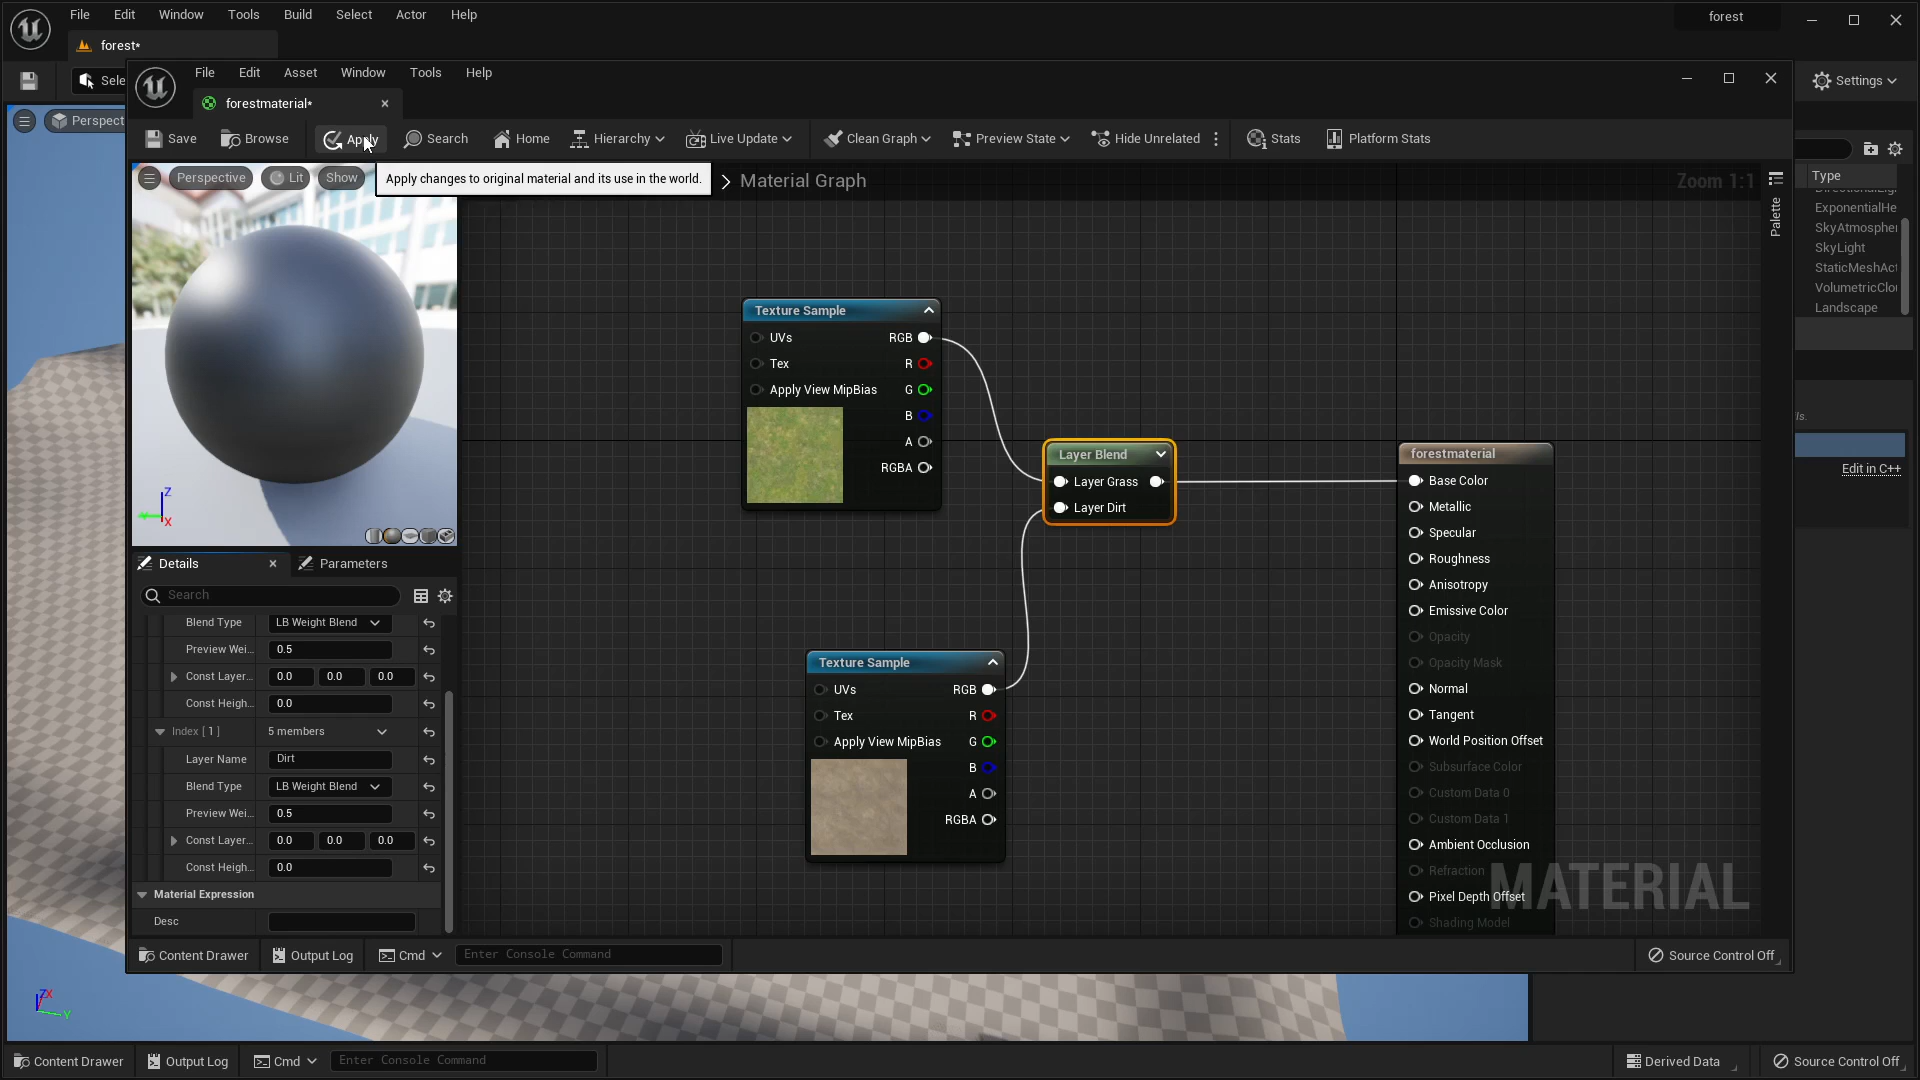 File Edit Window Tools Build Select Actor Help
forest
forest*
Settings
File Edit Asset Window Tools Help
forestmaterial*
Save Browse Apply Search Home Hierarchy Live Update Clean Graph Preview State Hide Unrelated Stats Platform Stats
Perspective Lit Show
Apply changes to original material and its use in the world.
Material Graph
Zoom 1:1
Palette
Type
SkyLight
Landscape
Edit in C++
Texture Sample
UVs RGB
Tex R
Apply View MipBias G
B
A
RGBA
Layer Blend
Layer Grass
Layer Dirt
Texture Sample
UVs RGB
Tex R
Apply View MipBias G
B
A
RGBA
forestmaterial
Base Color
Metallic
Specular
Roughness
Anisotropy
Emissive Color
Opacity
Opacity Mask
Normal
Tangent
World Position Offset
Subsurface Color
Custom Data 0
Custom Data 1
Ambient Occlusion
Refraction
Pixel Depth Offset
Shading Model
MATERIAL
Z
X
Details Parameters
Search
Blend Type LB Weight Blend
Preview Wei... 0.5
Const Layer... 0.0 0.0 0.0
Const Heigh... 0.0
Index [ 1 ] 5 members
Layer Name Dirt
Blend Type LB Weight Blend
Preview Wei... 0.5
Const Layer... 0.0 0.0 0.0
Const Heigh... 0.0
Material Expression
Desc
Content Drawer Output Log Cmd Enter Console Command
Source Control Off
Z X
Y
Content Drawer Output Log Cmd Enter Console Command
Derived Data Source Control Off